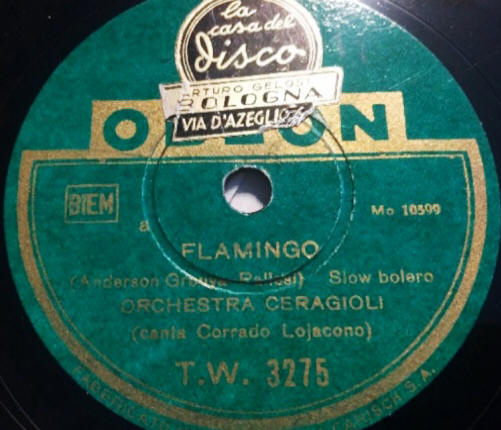 la
casa del
disco
ARTURO GELOSI
BOLOGNA
VIA D'AZEGLIO
ODEON
BIEM
Mo 10599
a
FLAMINGO
(Anderson Slow bolero
ORCHESTRA CERAGIOLI
(canta Corrado Lojacono)
T.W. 3275
S.A.